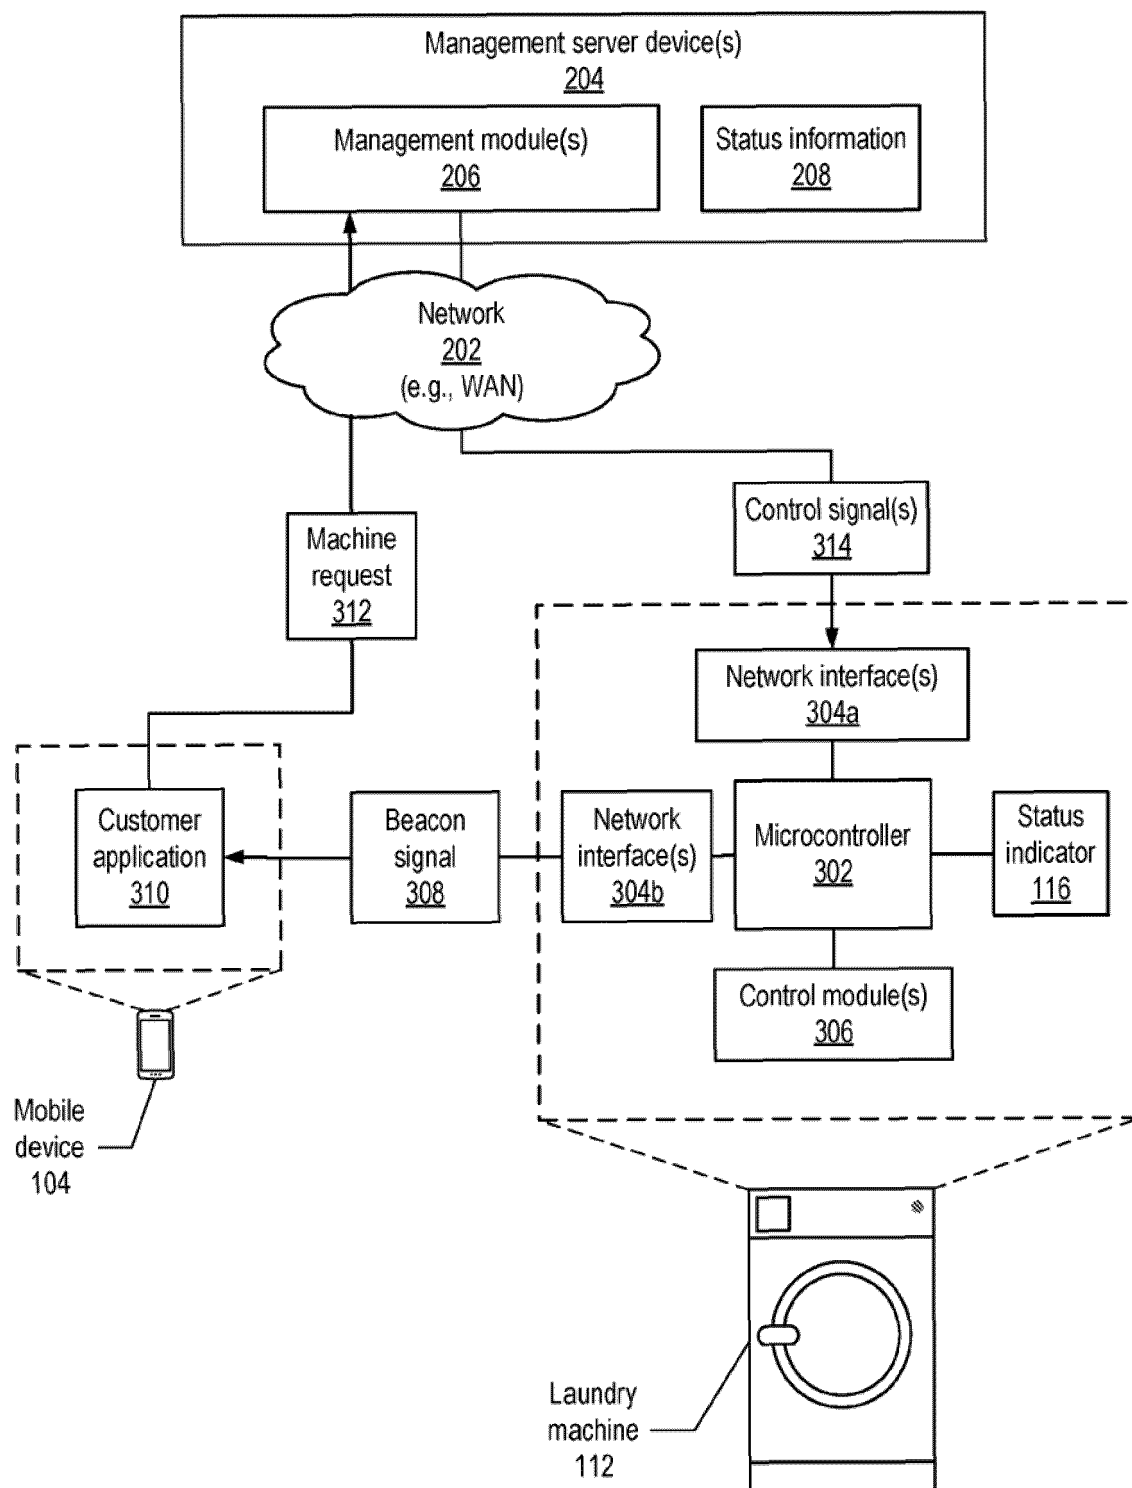 Management server device(s)
204
Management module(s)
206
Status information
208
Network
202
(e.g., WAN)
Machine
request
312
Control signal(s)
314
Network interface(s)
304a
Customer
application
310
Beacon
signal
308
Network
interface(s)
304b
Microcontroller
302
Status
indicator
116
Control module(s)
306
Mobile
device
104
Laundry
machine
112